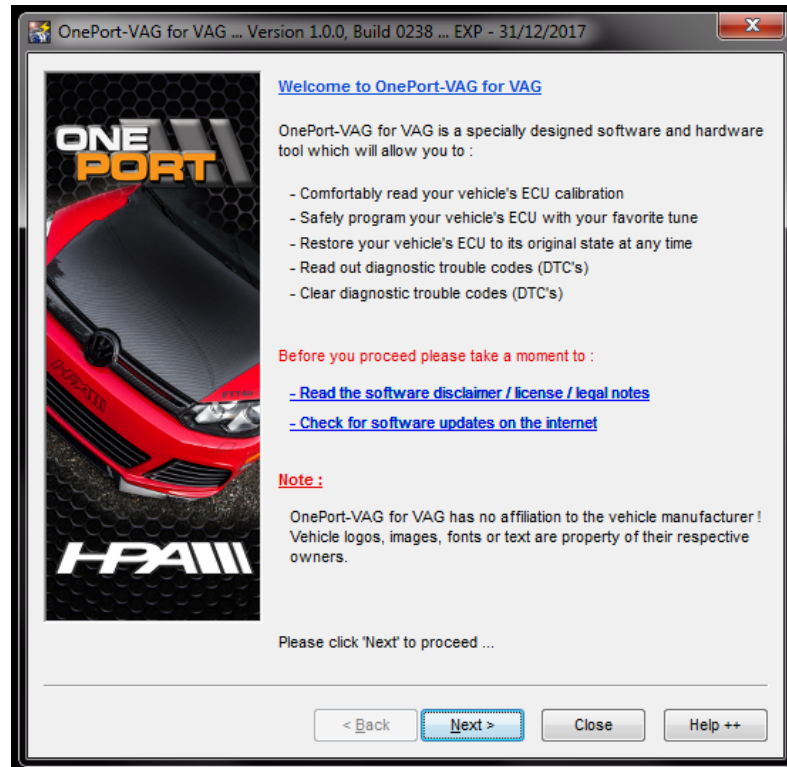 OnePort-VAG for VAG ... Version 1.0.0, Build 0238 ... EXP - 31/12/2017
ONE
PORT
HPA
Welcome to OnePort-VAG for VAG
OnePort-VAG for VAG is a specially designed software and hardware
tool which will allow you to :
- Comfortably read your vehicle's ECU calibration
- Safely program your vehicle's ECU with your favorite tune
- Restore your vehicle's ECU to its original state at any time
- Read out diagnostic trouble codes (DTC's)
- Clear diagnostic trouble codes (DTC's)
Before you proceed please take a moment to :
- Read the software disclaimer / license / legal notes
- Check for software updates on the internet
Note :
OnePort-VAG for VAG has no affiliation to the vehicle manufacturer !
Vehicle logos, images, fonts or text are property of their respective
owners.
Please click 'Next' to proceed ...
< Back
Next >
Close
Help ++